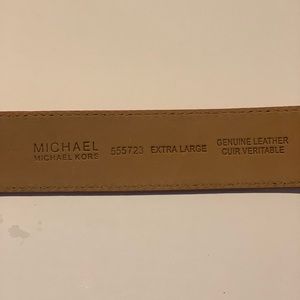 MICHAEL
MICHAEL KORS
555723
EXTRA LARGE
GENUINE LEATHER
CUIR VERITABLE